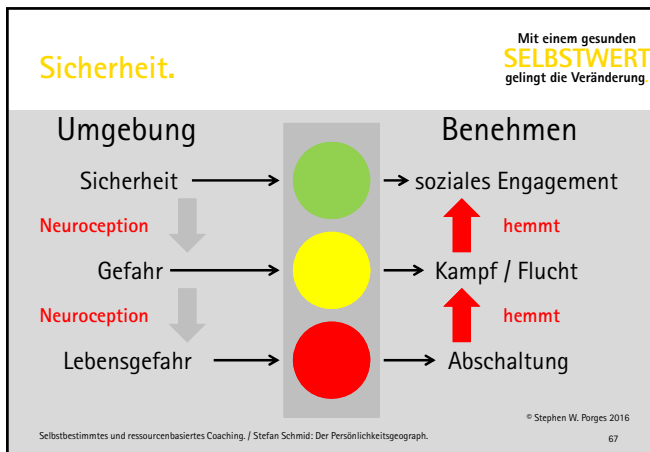 Sicherheit.
Mit einem gesunden
SELBSTWERT
gelingt die Veränderung.
Umgebung
Benehmen
Sicherheit
soziales Engagement
Neuroception
hemmt
Gefahr
Kampf / Flucht
Neuroception
hemmt
Lebensgefahr
Abschaltung
© Stephen W. Porges 2016
Selbstbestimmtes und ressourcenbasiertes Coaching. / Stefan Schmid: Der Persönlichkeitsgeograph.
67